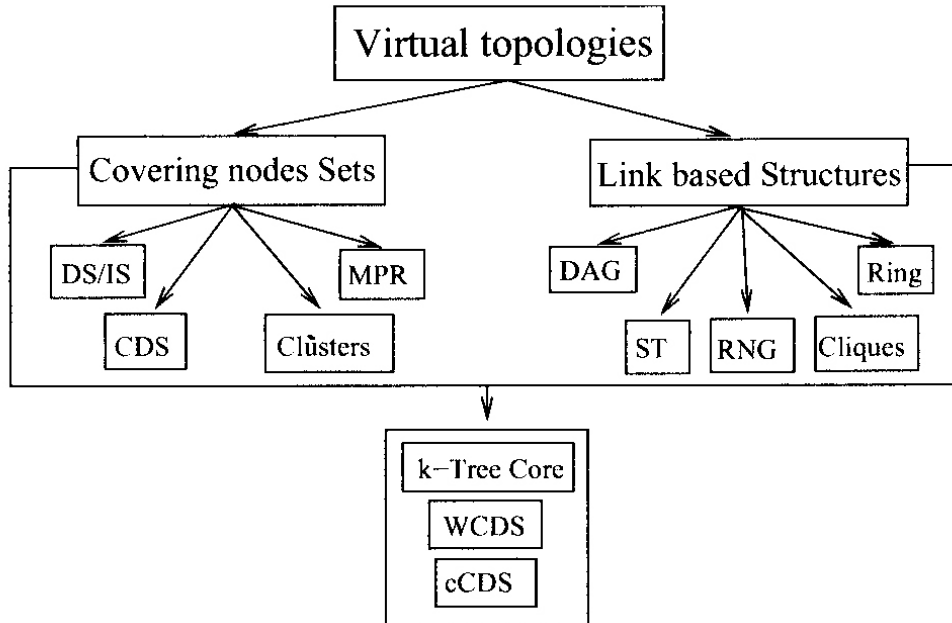 Virtual topologies
Covering nodes Sets
Link based Structures
DS/IS
MPR
CDS
Clusters
DAG
Ring
ST
RNG
Cliques
k-Tree Core
WCDS
cCDS